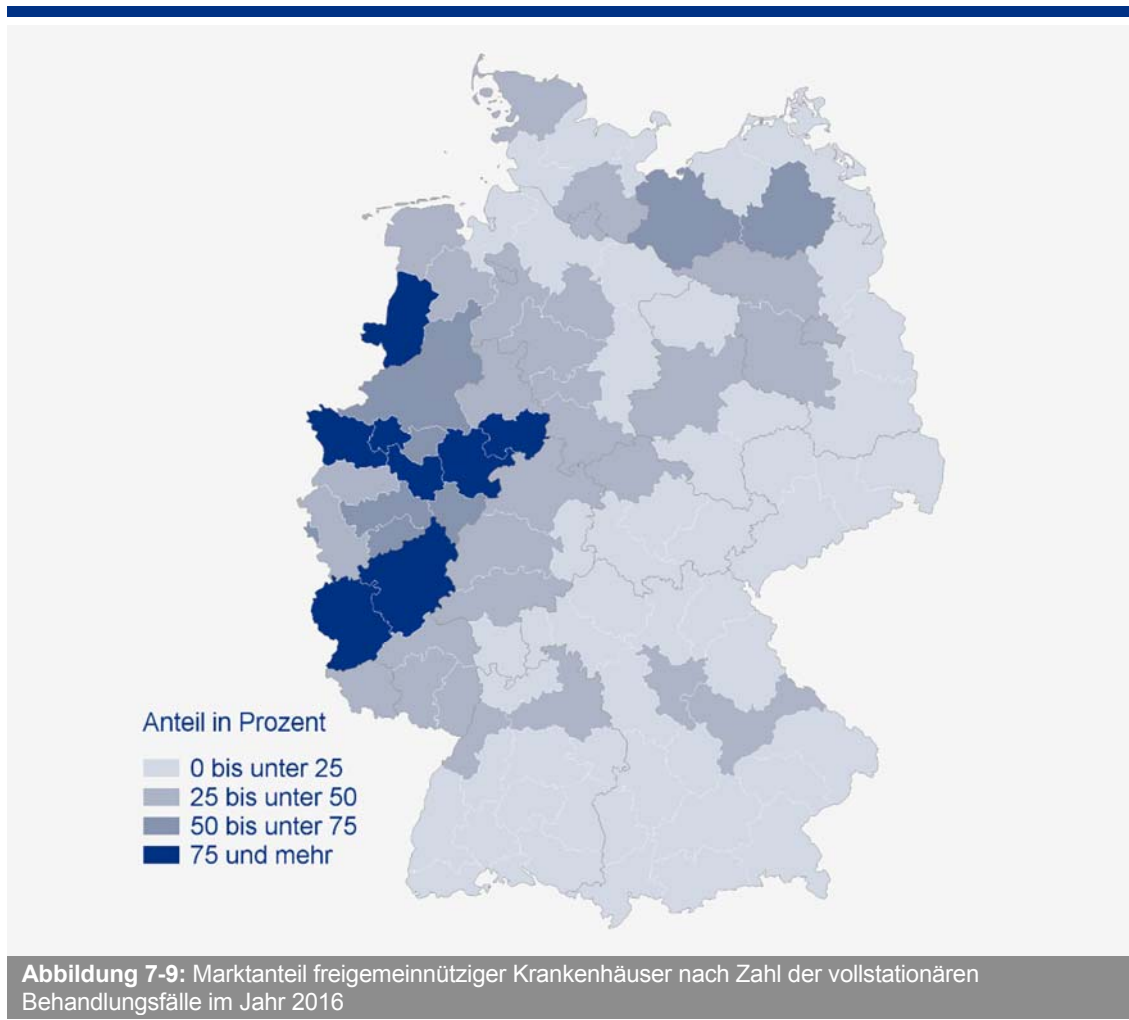 Anteil in Prozent
0 bis unter 25
25 bis unter 50
50 bis unter 75
75 und mehr
Abbildung 7-9: Marktanteil freigemeinnütziger Krankenhäuser nach Zahl der vollstationären
Behandlungsfälle im Jahr 2016